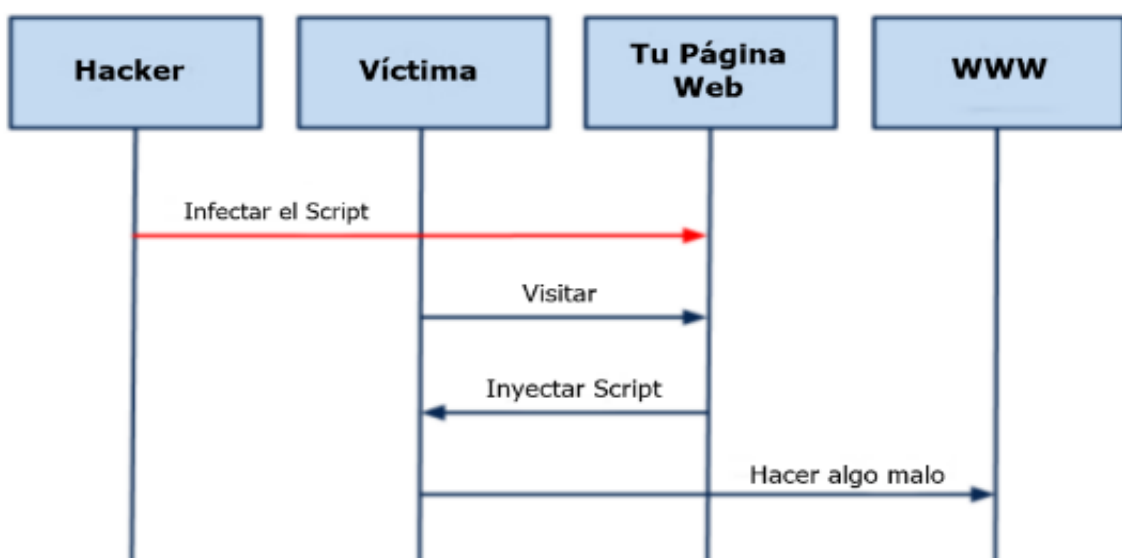 Hacker
Víctima
Tu Página
Web
WWW
Infectar el Script
Visitar
Inyectar Script
Hacer algo malo